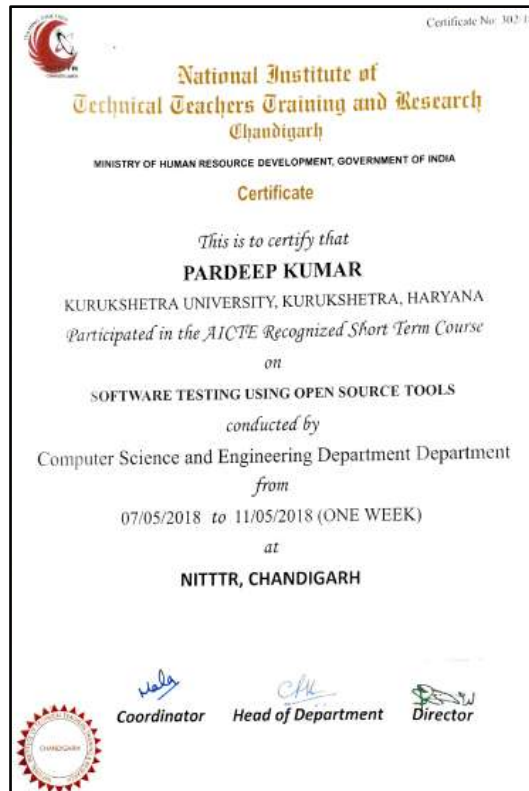 Certificate No: 302-1
National Institute of
Technical Teachers Training and Research
Chandigarh
MINISTRY OF HUMAN RESOURCE DEVELOPMENT, GOVERNMENT OF INDIA
Certificate
This is to certify that
PARDEEP KUMAR
KURUKSHETRA UNIVERSITY, KURUKSHETRA, HARYANA
Participated in the AICTE Recognized Short Term Course
on
SOFTWARE TESTING USING OPEN SOURCE TOOLS
conducted by
Computer Science and Engineering Department Department
from
07/05/2018 to 11/05/2018 (ONE WEEK)
at
NITTTR, CHANDIGARH
Mala
Coordinator Head of Department Director
CHANDIGARH